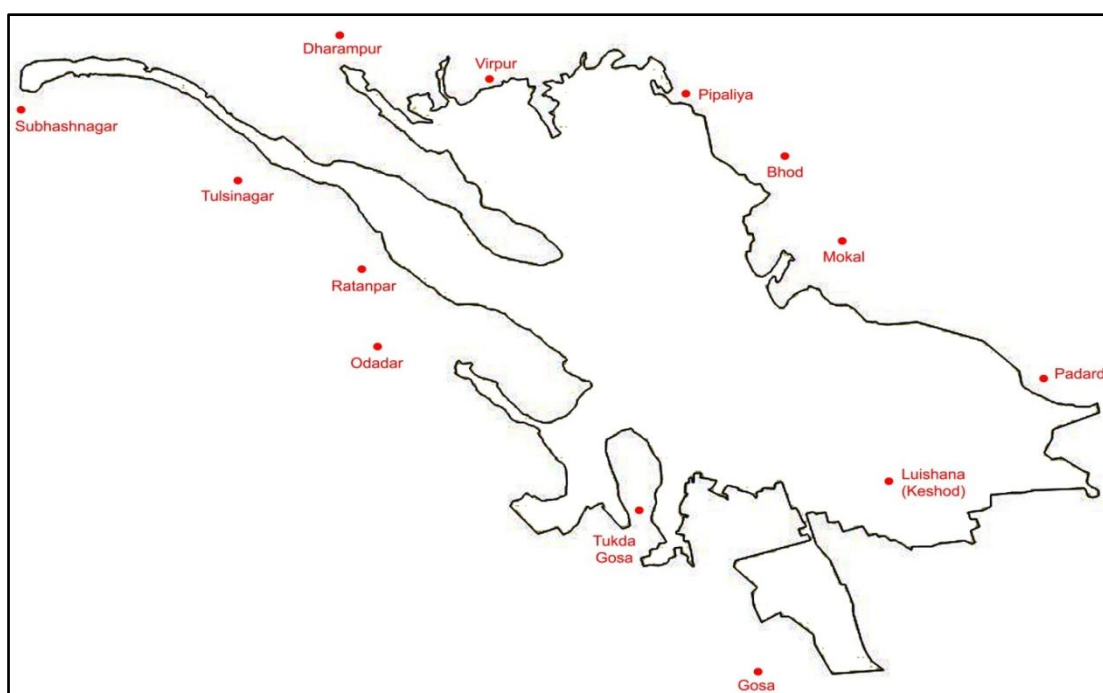 Dharampur
Virpur
Pipaliya
Subhashnagar
Bhod
Tulsinagar
Mokal
Ratanpar
Odadar
Padard
Luishana
(Keshod)
Tukda
Gosa
Gosa